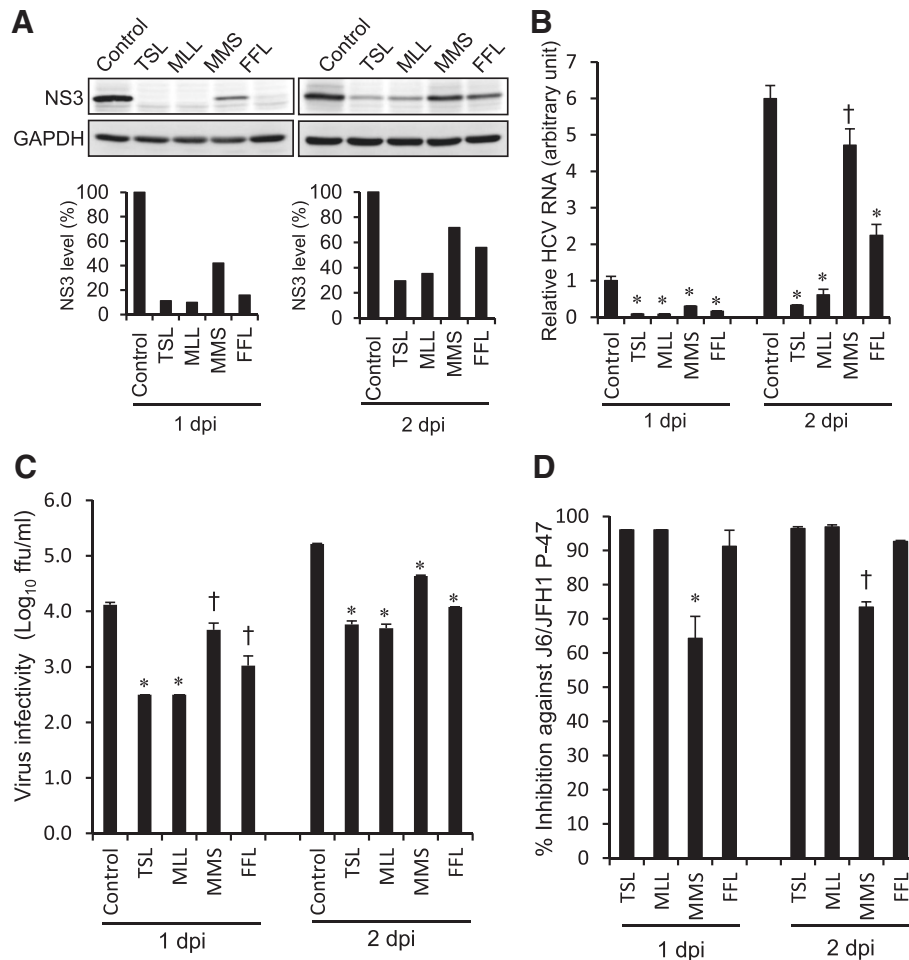 A
Control TSL MLL MMS FFL
Control TSL MLL MMS FFL
NS3
GAPDH
NS3 level (%)
100
80
60
40
20
0
Control TSL MLL MMS FFL
1 dpi
NS3 level (%)
100
80
60
40
20
0
Control TSL MLL MMS FFL
2 dpi
B
Relative HCV RNA (arbitrary unit)
7
6
5
4
3
2
1
0
* * * *
* * † *
Control TSL MLL MMS FFL
1 dpi
Control TSL MLL MMS FFL
2 dpi
C
Virus infectivity (Log10 ffu/ml)
6.0
5.0
4.0
3.0
2.0
1.0
0.0
* * † †
* * * *
Control TSL MLL MMS FFL
1 dpi
Control TSL MLL MMS FFL
2 dpi
D
% Inhibition against J6/JFH1 P-47
100
90
80
70
60
50
40
30
20
10
0
*
†
TSL MLL MMS FFL
1 dpi
TSL MLL MMS FFL
2 dpi